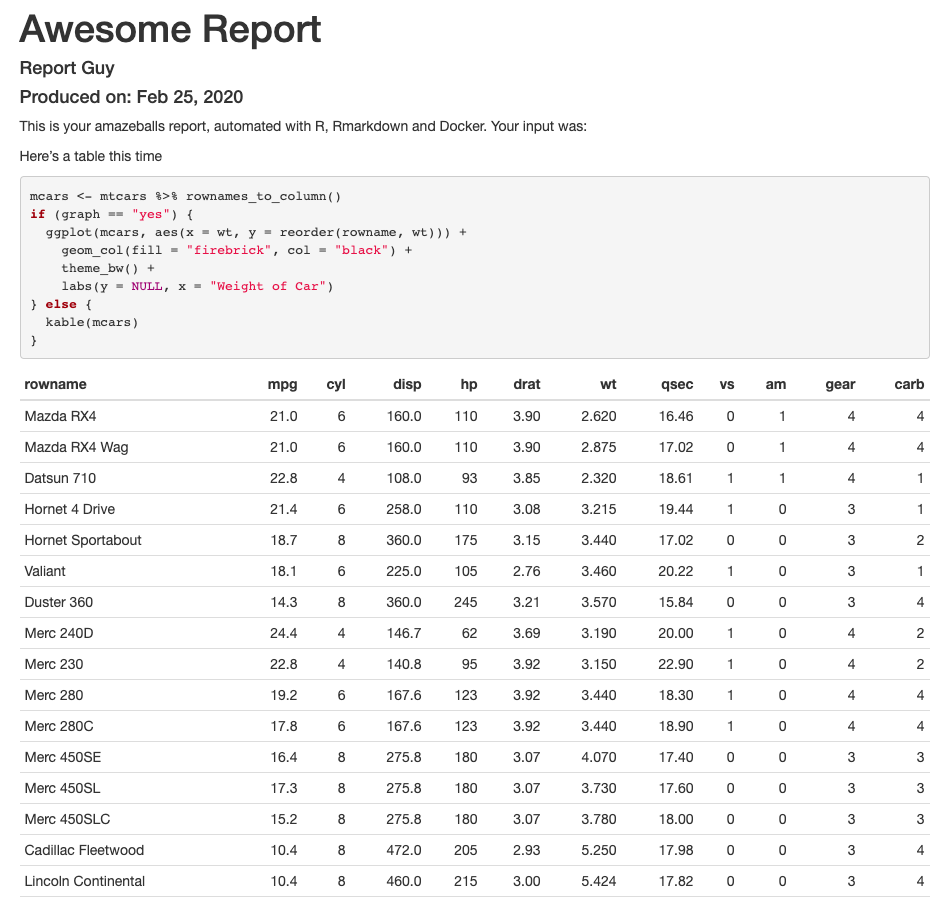 Awesome Report
Report Guy
Produced on: Feb 25, 2020
This is your amazeballs report, automated with R, Rmarkdown and Docker. Your input was:
Here’s a table this time
mcars <- mtcars %>% rownames_to_column()
if (graph == "yes") {
  ggplot(mcars, aes(x = wt, y = reorder(rowname, wt))) +
    geom_col(fill = "firebrick", col = "black") +
    theme_bw() +
    labs(y = NULL, x = "Weight of Car")
} else {
  kable(mcars)
}
rowname mpg cyl disp hp drat wt qsec vs am gear carb
Mazda RX4 21.0 6 160.0 110 3.90 2.620 16.46 0 1 4 4
Mazda RX4 Wag 21.0 6 160.0 110 3.90 2.875 17.02 0 1 4 4
Datsun 710 22.8 4 108.0 93 3.85 2.320 18.61 1 1 4 1
Hornet 4 Drive 21.4 6 258.0 110 3.08 3.215 19.44 1 0 3 1
Hornet Sportabout 18.7 8 360.0 175 3.15 3.440 17.02 0 0 3 2
Valiant 18.1 6 225.0 105 2.76 3.460 20.22 1 0 3 1
Duster 360 14.3 8 360.0 245 3.21 3.570 15.84 0 0 3 4
Merc 240D 24.4 4 146.7 62 3.69 3.190 20.00 1 0 4 2
Merc 230 22.8 4 140.8 95 3.92 3.150 22.90 1 0 4 2
Merc 280 19.2 6 167.6 123 3.92 3.440 18.30 1 0 4 4
Merc 280C 17.8 6 167.6 123 3.92 3.440 18.90 1 0 4 4
Merc 450SE 16.4 8 275.8 180 3.07 4.070 17.40 0 0 3 3
Merc 450SL 17.3 8 275.8 180 3.07 3.730 17.60 0 0 3 3
Merc 450SLC 15.2 8 275.8 180 3.07 3.780 18.00 0 0 3 3
Cadillac Fleetwood 10.4 8 472.0 205 2.93 5.250 17.98 0 0 3 4
Lincoln Continental 10.4 8 460.0 215 3.00 5.424 17.82 0 0 3 4